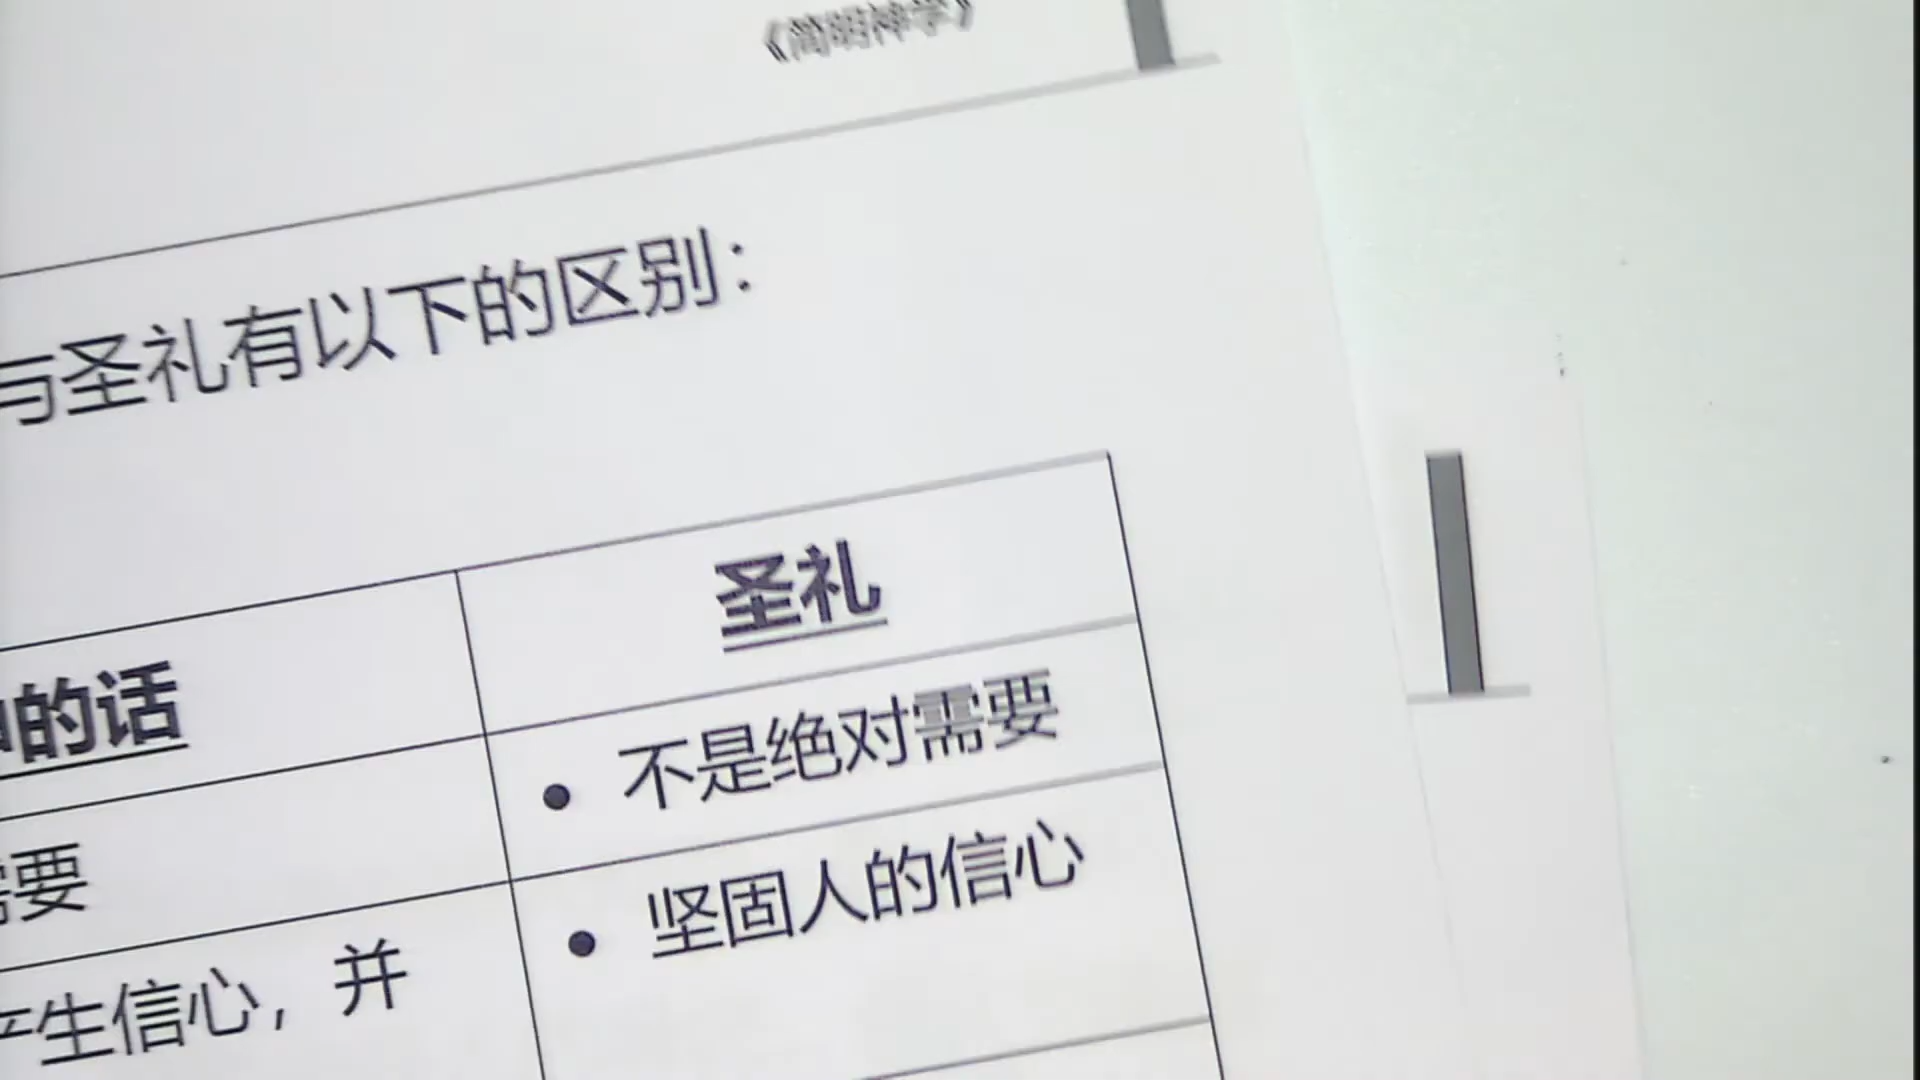 《简明神学》
与圣礼有以下的区别：
的话
圣礼
要
不是绝对需要
产生信心，并
坚固人的信心